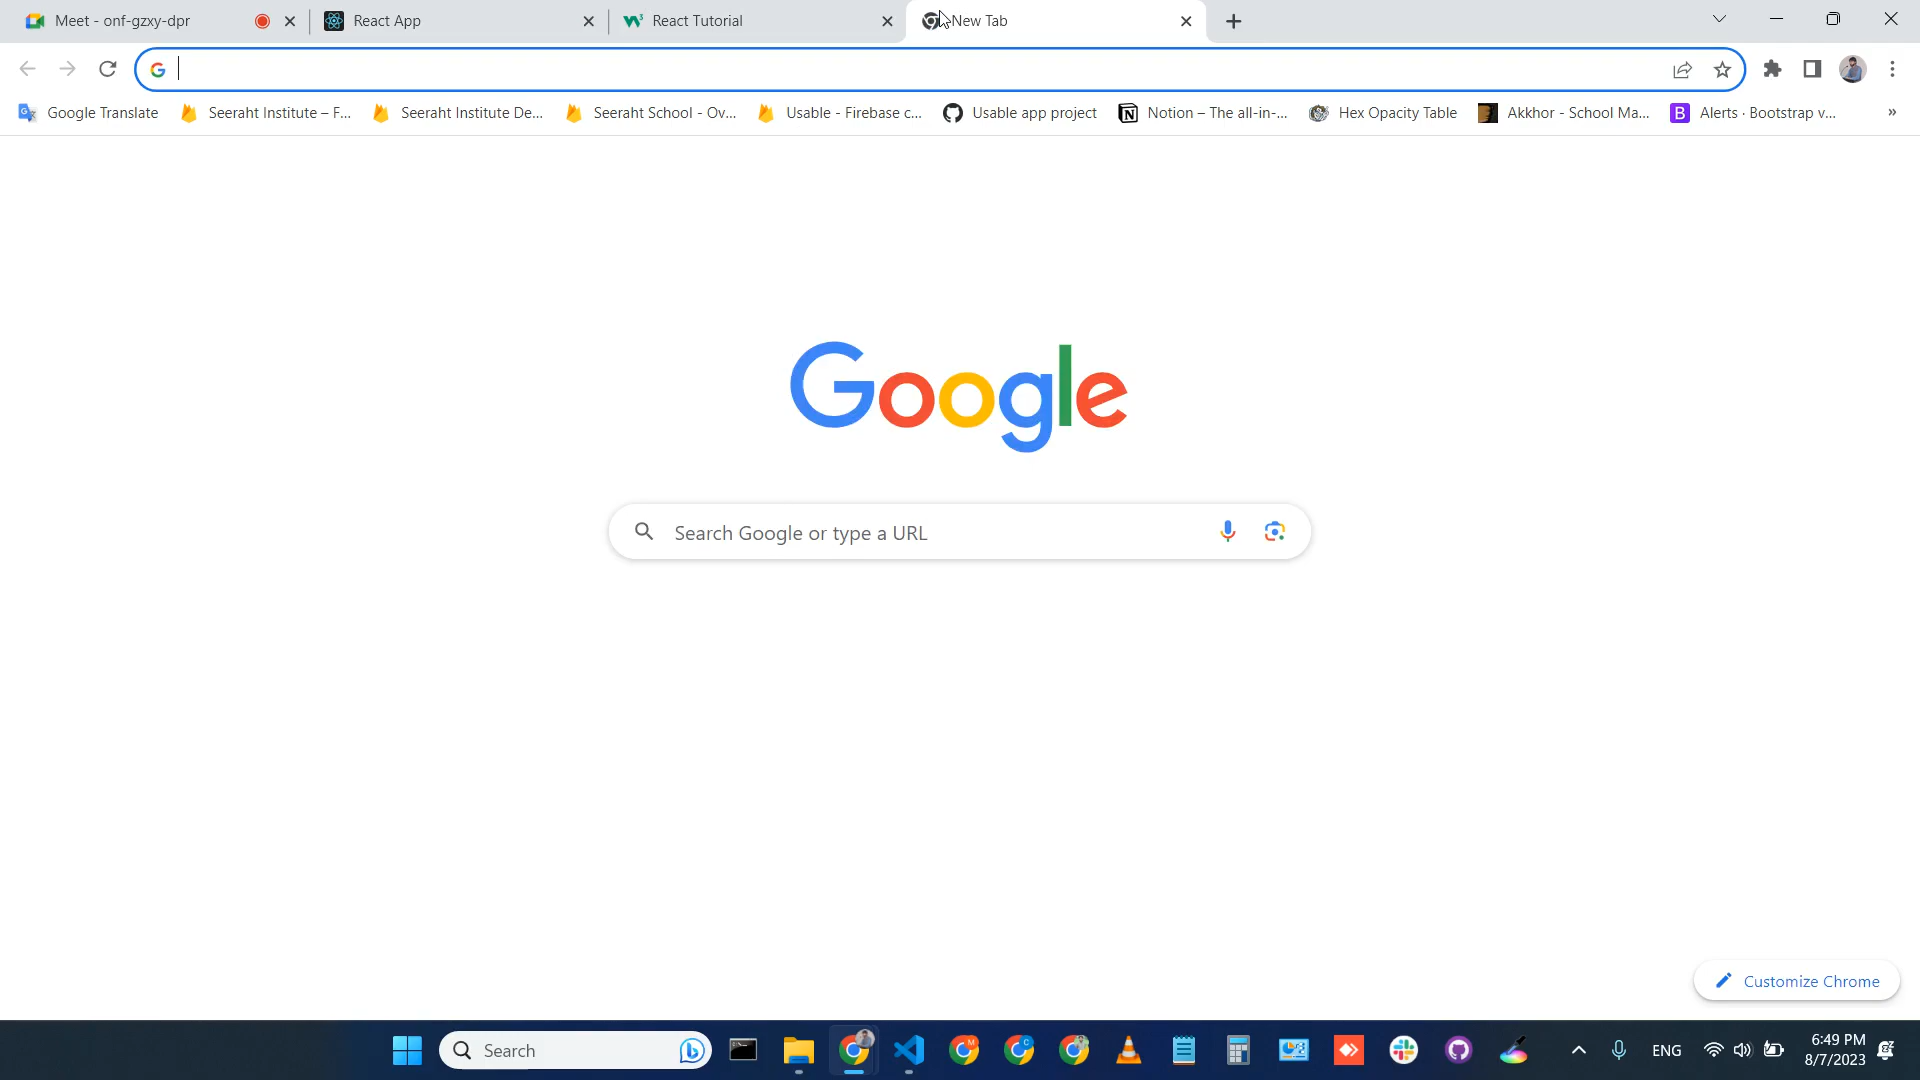 Meet - onf-gzxy-dpr
React App
React Tutorial
New Tab
Google Translate
Seeraht Institute – F...
Seeraht Institute De...
Seeraht School - Ov...
Usable - Firebase c...
Usable app project
Notion – The all-in-...
Hex Opacity Table
Akkhor - School Ma...
Alerts · Bootstrap v...
»
Google
Search Google or type a URL
Customize Chrome
Search
ENG
6:49 PM
8/7/2023